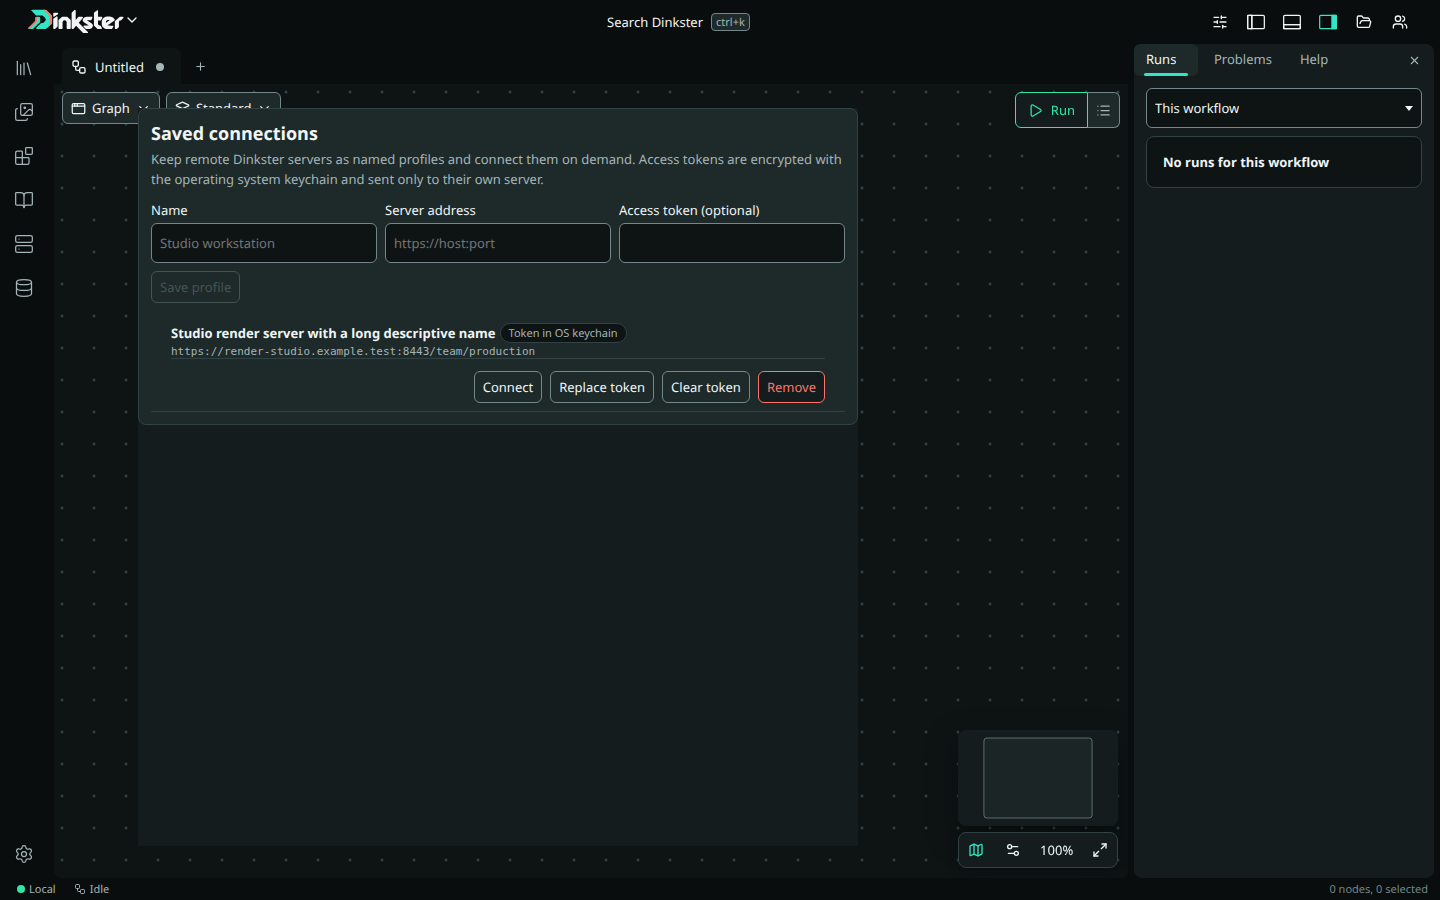 Dinkster
Search Dinkster ctrl+k
Untitled
Graph
Standard
Run
Saved connections
Keep remote Dinkster servers as named profiles and connect them on demand. Access tokens are encrypted with
the operating system keychain and sent only to their own server.
Name
Server address
Access token (optional)
Studio workstation
https://host:port
Save profile
Studio render server with a long descriptive name Token in OS keychain
https://render-studio.example.test:8443/team/production
Connect
Replace token
Clear token
Remove
100%
Runs
Problems
Help
This workflow
No runs for this workflow
Local
Idle
0 nodes, 0 selected